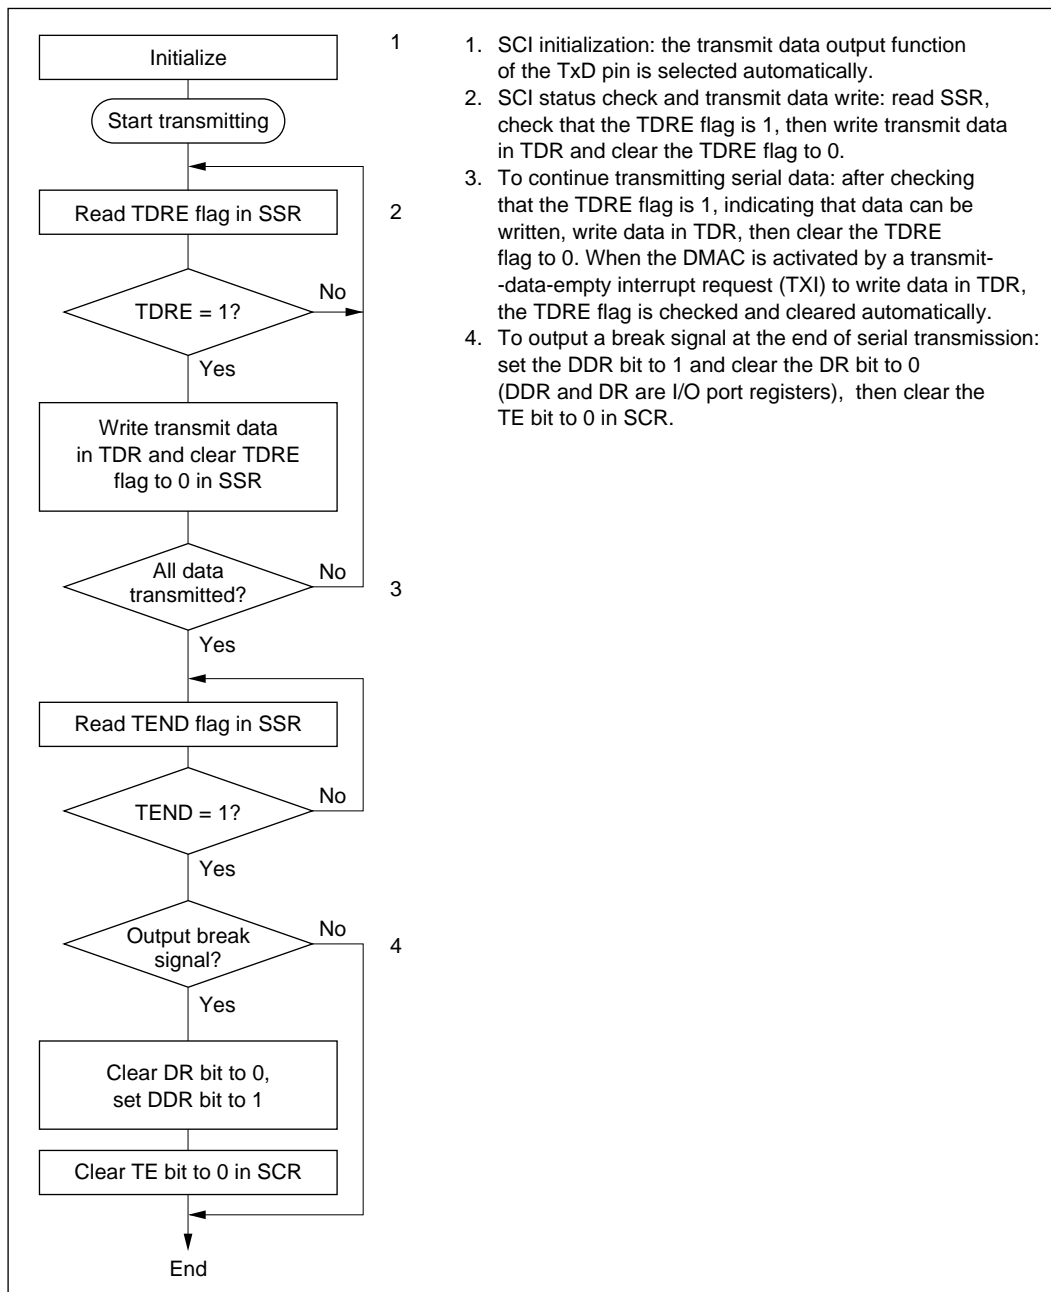 Initialize
1
Start transmitting
Read TDRE flag in SSR
2
TDRE = 1?
No
Yes
Write transmit data
in TDR and clear TDRE
flag to 0 in SSR
All data
transmitted?
No
3
Yes
Read TEND flag in SSR
TEND = 1?
No
Yes
Output break
signal?
No
4
Yes
Clear DR bit to 0,
set DDR bit to 1
Clear TE bit to 0 in SCR
End
1. SCI initialization: the transmit data output function
of the TxD pin is selected automatically.
2. SCI status check and transmit data write: read SSR,
check that the TDRE flag is 1, then write transmit data
in TDR and clear the TDRE flag to 0.
3. To continue transmitting serial data: after checking
that the TDRE flag is 1, indicating that data can be
written, write data in TDR, then clear the TDRE
flag to 0. When the DMAC is activated by a transmit-
-data-empty interrupt request (TXI) to write data in TDR,
the TDRE flag is checked and cleared automatically.
4. To output a break signal at the end of serial transmission:
set the DDR bit to 1 and clear the DR bit to 0
(DDR and DR are I/O port registers), then clear the
TE bit to 0 in SCR.